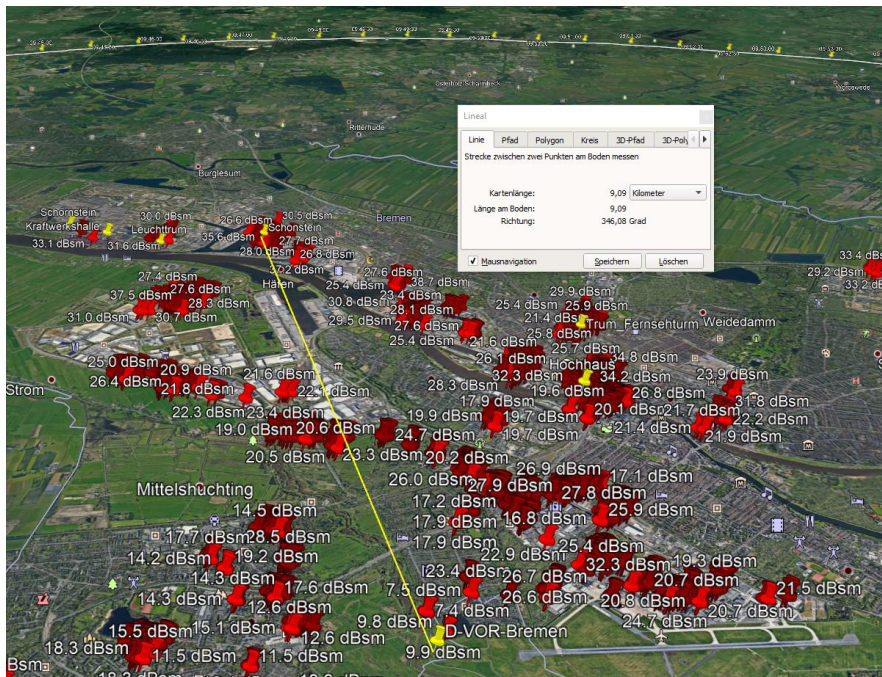 09:48:00
Osterholz-Scharmbeck
Worpswede
Ritterhude
Burglesum
Bremen
Lineal
Linie Pfad Polygon Kreis 3D-Pfad 3D-Poly
Strecke zwischen zwei Punkten am Boden messen
Kartenlänge: 9,09 Kilometer
Länge am Boden: 9,09
Richtung: 346,08 Grad
Mausnavigation Speichern Löschen
Schornstein
Kraftwerkshalle
33.1 dBsm
30.0 dBsm
Leuchtturm
31.6 dBsm
26.6 dBsm
30.5 dBsm
Schonstein
35.6 dBsm
27.7 dBsm
28.0 dBsm
26.8 dBsm
37.2 dBsm
Häfen
33.4 dBsm
29.2 dBsm
33.2 dBsm
27.4 dBsm
27.6 dBsm
37.5 dBsm
28.3 dBsm
31.0 dBsm
30.7 dBsm
27.6 dBsm
25.4 dBsm
38.7 dBsm
23.4 dBsm
30.8 dBsm
28.1 dBsm
29.5 dBsm
27.6 dBsm
25.4 dBsm
29.9 dBsm
25.4 dBsm
25.9 dBsm
21.4 dBsm
Trum_Fernsehturm
Weidedamm
25.8 dBsm
25.7 dBsm
21.6 dBsm
26.1 dBsm
34.8 dBsm
Hochhaus
32.3 dBsm
34.2 dBsm
28.3 dBsm
19.6 dBsm
26.8 dBsm
23.9 dBsm
17.9 dBsm
31.8 dBsm
19.9 dBsm
19.7 dBsm
20.1 dBsm
21.7 dBsm
22.2 dBsm
19.7 dBsm
21.4 dBsm
21.9 dBsm
25.0 dBsm
20.9 dBsm
21.6 dBsm
Strom
26.4 dBsm
21.8 dBsm
22.3 dBsm
23.4 dBsm
19.0 dBsm
20.6 dBsm
20.5 dBsm
23.3 dBsm
24.7 dBsm
20.2 dBsm
26.0 dBsm
26.9 dBsm
17.1 dBsm
27.9 dBsm
27.8 dBsm
17.2 dBsm
16.8 dBsm
25.9 dBsm
17.9 dBsm
17.9 dBsm
22.9 dBsm
25.4 dBsm
Mittelshuchting
14.5 dBsm
17.7 dBsm
28.5 dBsm
14.2 dBsm
19.2 dBsm
14.3 dBsm
17.6 dBsm
14.3 dBsm
12.6 dBsm
15.5 dBsm
15.1 dBsm
12.6 dBsm
18.3 dBsm
11.5 dBsm
11.5 dBsm
23.4 dBsm
26.7 dBsm
32.3 dBsm
19.3 dBsm
7.5 dBsm
20.7 dBsm
21.5 dBsm
7.4 dBsm
26.6 dBsm
20.8 dBsm
20.7 dBsm
9.8 dBsm
24.7 dBsm
D-VOR-Bremen
9.9 dBsm
Bsm
18.3 dBsm